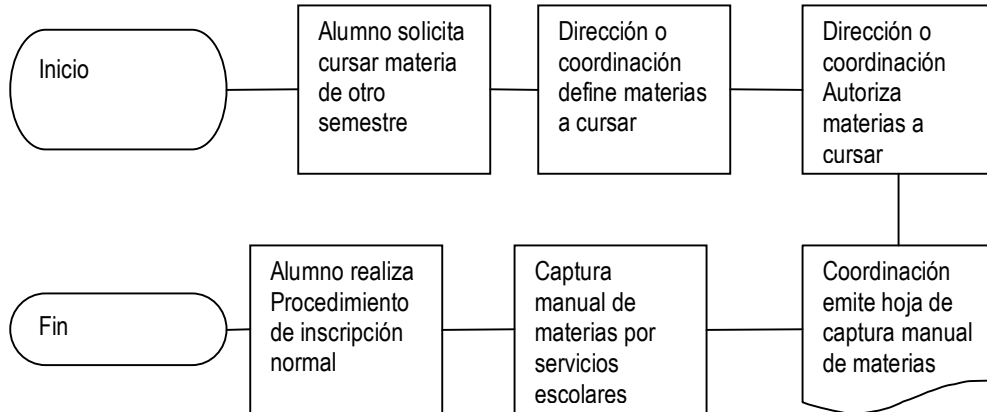 Inicio
Alumno solicita
cursar materia
de otro
semestre
Dirección o
coordinación
define materias
a cursar
Dirección o
coordinación
Autoriza
materias a
cursar
Coordinación
emite hoja de
captura manual
de materias
Captura
manual de
materias por
servicios
escolares
Alumno realiza
Procedimiento
de inscripción
normal
Fin